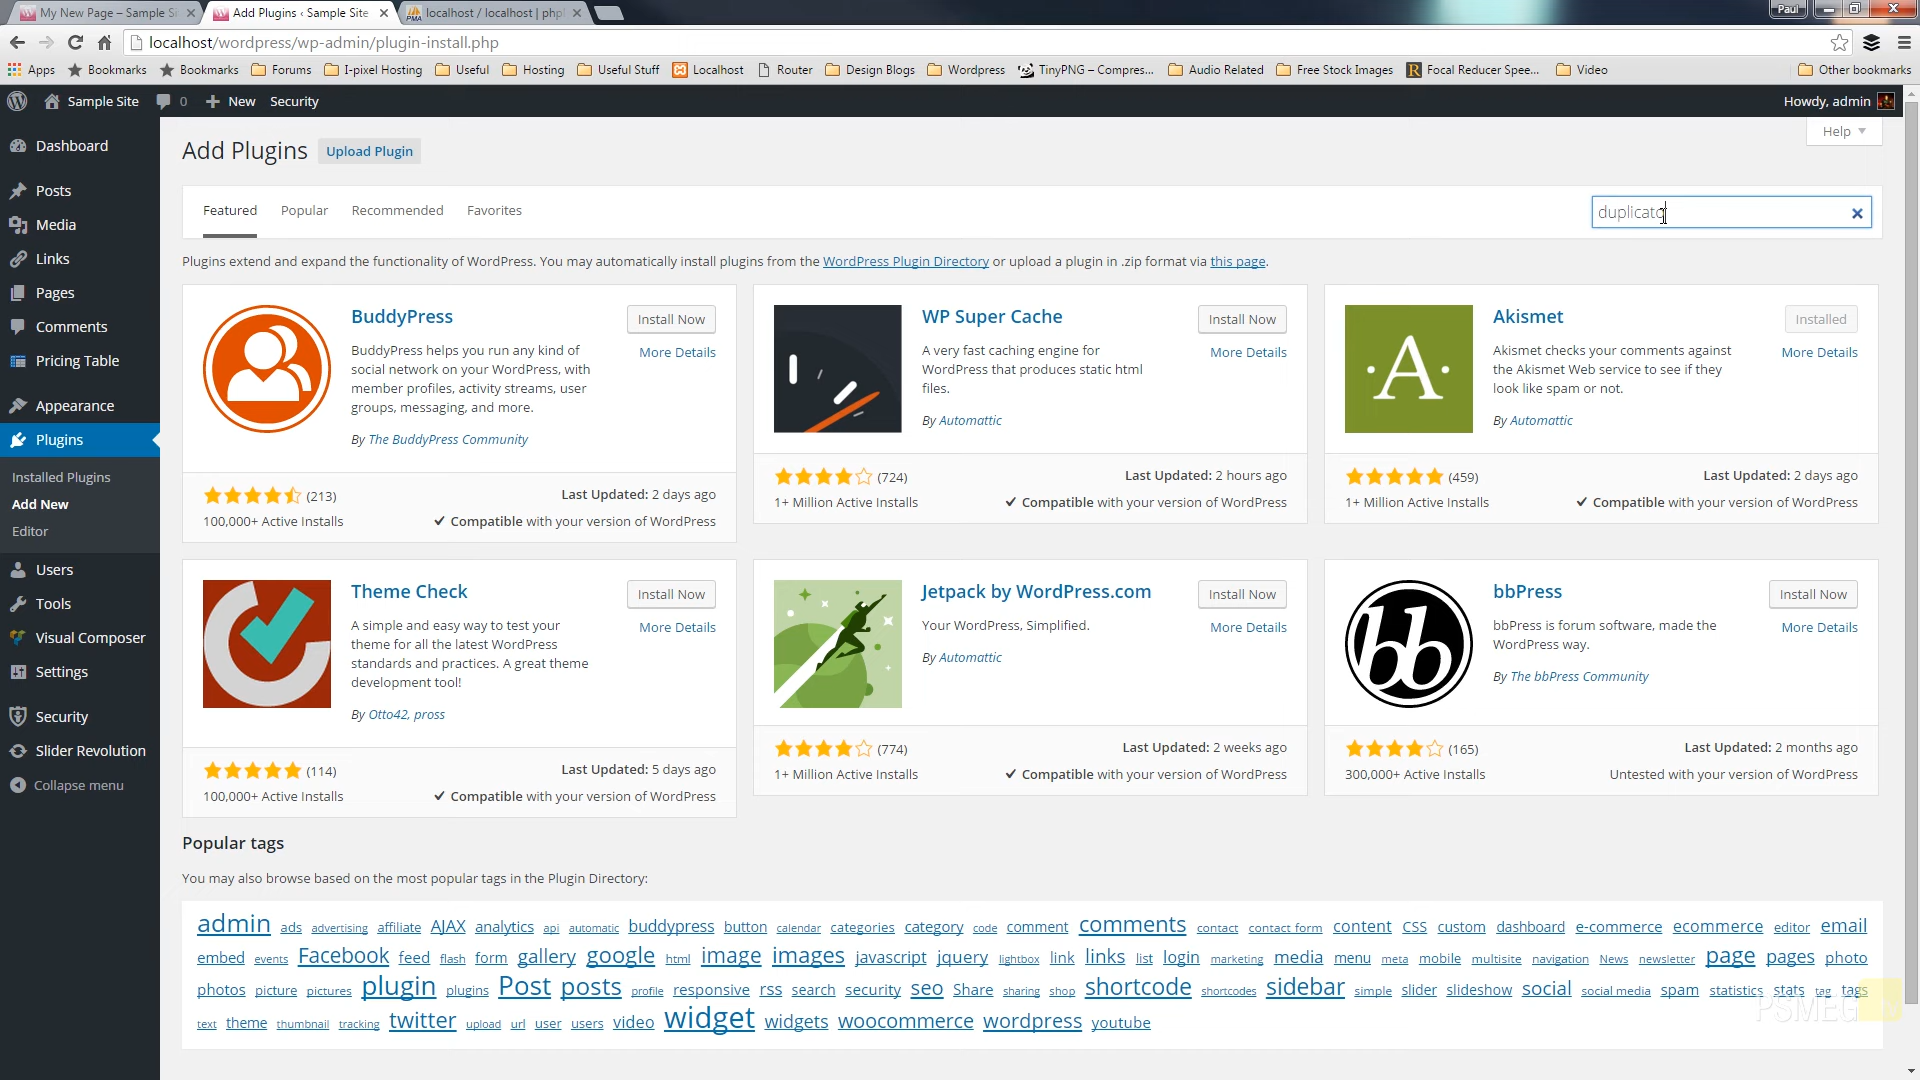 My New Page – Sample Si
Add Plugins ‹ Sample Site
localhost / localhost | php
Paul
localhost/wordpress/wp-admin/plugin-install.php
Apps Bookmarks Bookmarks Forums I-pixel Hosting Useful Hosting Useful Stuff Localhost Router Design Blogs Wordpress TinyPNG – Compres... Audio Related Free Stock Images Focal Reducer Spee... Video Other bookmarks
Sample Site 0 New Security Howdy, admin
Help
Dashboard
Posts
Media
Links
Pages
Comments
Pricing Table
Appearance
Plugins
Installed Plugins
Add New
Editor
Users
Tools
Visual Composer
Settings
Security
Slider Revolution
Collapse menu
Add Plugins Upload Plugin
Featured Popular Recommended Favorites
duplicato
Plugins extend and expand the functionality of WordPress. You may automatically install plugins from the WordPress Plugin Directory or upload a plugin in .zip format via this page.
BuddyPress
Install Now
More Details
BuddyPress helps you run any kind of
social network on your WordPress, with
member profiles, activity streams, user
groups, messaging, and more.
By The BuddyPress Community
(213)
Last Updated: 2 days ago
100,000+ Active Installs
Compatible with your version of WordPress
WP Super Cache
Install Now
More Details
A very fast caching engine for
WordPress that produces static html
files.
By Automattic
(724)
Last Updated: 2 hours ago
1+ Million Active Installs
Compatible with your version of WordPress
A
Akismet
Installed
More Details
Akismet checks your comments against
the Akismet Web service to see if they
look like spam or not.
By Automattic
(459)
Last Updated: 2 days ago
1+ Million Active Installs
Compatible with your version of WordPress
Theme Check
Install Now
More Details
A simple and easy way to test your
theme for all the latest WordPress
standards and practices. A great theme
development tool!
By Otto42, pross
(114)
Last Updated: 5 days ago
100,000+ Active Installs
Compatible with your version of WordPress
Jetpack by WordPress.com
Install Now
More Details
Your WordPress, Simplified.
By Automattic
(774)
Last Updated: 2 weeks ago
1+ Million Active Installs
Compatible with your version of WordPress
bb
bbPress
Install Now
More Details
bbPress is forum software, made the
WordPress way.
By The bbPress Community
(165)
Last Updated: 2 months ago
300,000+ Active Installs
Untested with your version of WordPress
Popular tags
You may also browse based on the most popular tags in the Plugin Directory:
admin ads advertising affiliate AJAX analytics api automatic buddypress button calendar categories category code comment comments contact contact form content CSS custom dashboard e-commerce ecommerce editor email
embed events Facebook feed flash form gallery google html image images javascript jquery lightbox link links list login marketing media menu meta mobile multisite navigation News newsletter page pages photo
photos picture pictures plugin plugins Post posts profile responsive rss search security seo Share sharing shop shortcode shortcodes sidebar simple slider slideshow social social media spam statistics stats tag tags
text theme thumbnail tracking twitter upload url user users video widget widgets woocommerce wordpress youtube
PSMEG